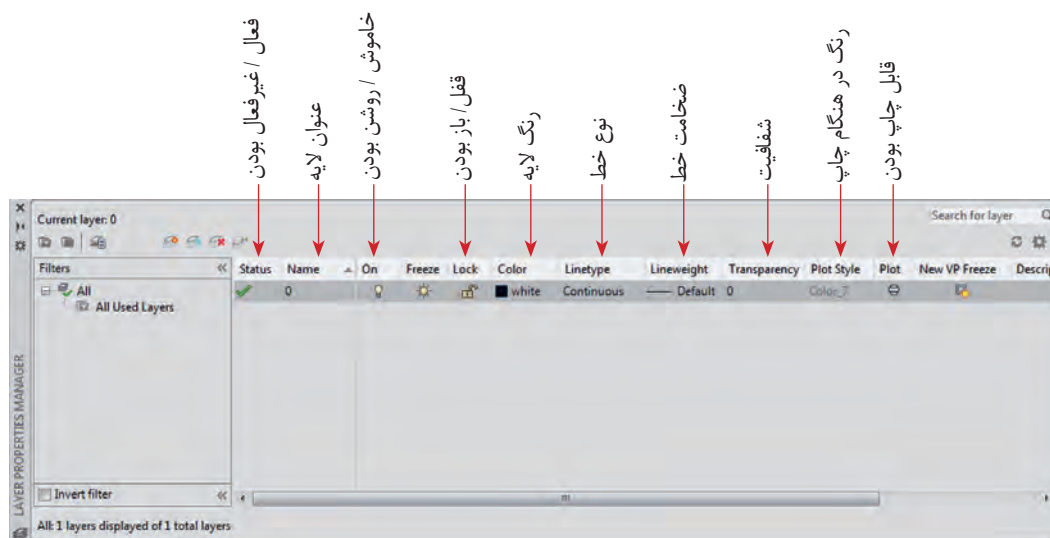 فعال / غیرفعال بودن
عنوان لایه
خاموش / روشن بودن
قفل / باز بودن
رنگ لایه
نوع خط
ضخامت خط
شفافیت
رنگ در هنگام چاپ
قابل چاپ بودن
Current layer: 0
Search for layer
Filters
Status Name On Freeze Lock Color Linetype Lineweight Transparency Plot Style Plot New VP Freeze Descrip
All
0 white Continuous Default 0 Color_7
All Used Layers
LAYER PROPERTIES MANAGER
Invert filter
All: 1 layers displayed of 1 total layers